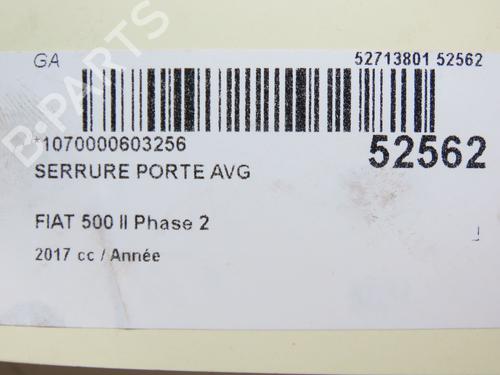 GA 52713801 52562
*1070000603256 52562
SERRURE PORTE AVG
FIAT 500 II Phase 2
2017 cc / Année
B-PARTS